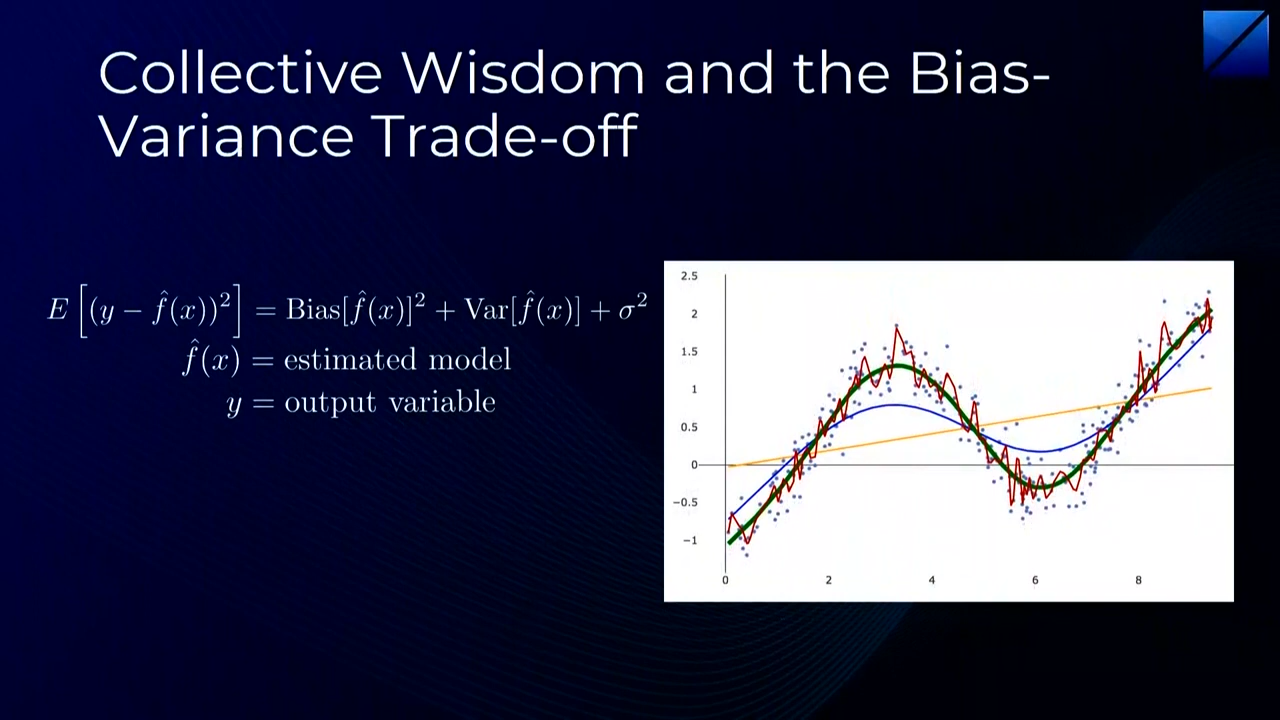 Collective Wisdom and the Bias-
Variance Trade-off
E[(y − f̂(x))²] = Bias[f̂(x)]² + Var[f̂(x)] + σ²
f̂(x) = estimated model
y = output variable
2.5
2
1.5
1
0.5
0
−0.5
−1
0 2 4 6 8